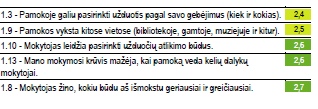 1.3 - Pamokoje galiu pasirinkti užduotis pagal savo gebėjimus (kiek ir kokias). 2,4
1.9 - Pamokos vyksta kitose vietose (bibliotekoje, gamtoje, muziejuje ir kitur). 2,5
1.10 - Mokytojas leidžia pasirinkti užduočių atlikimo būdus. 2,6
1.13 - Mano mokymosi krūvis mažėja, kai pamoką veda kelių dalykų 2,6
mokytojai.
1.8 - Mokytojas žino, kokiu būdu aš išmokstu geriausiai ir greičiausiai. 2,7